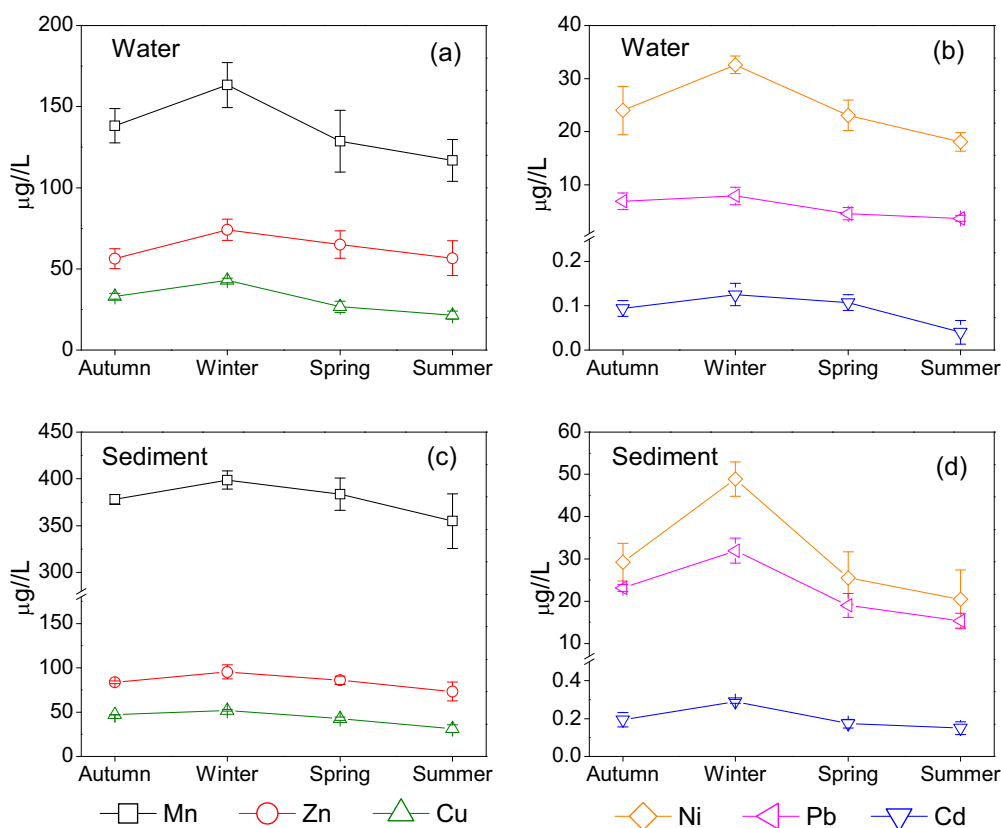 Water
(a)
200
150
100
50
0
μg//L
Autumn Winter Spring Summer
Water
(b)
40
30
20
10
0.2
0.1
0.0
μg//L
Autumn Winter Spring Summer
Sediment
(c)
450
400
350
300
150
100
50
0
μg//L
Autumn Winter Spring Summer
Sediment
(d)
60
50
40
30
20
10
0.4
0.2
0.0
μg//L
Autumn Winter Spring Summer
Mn Zn Cu
Ni Pb Cd